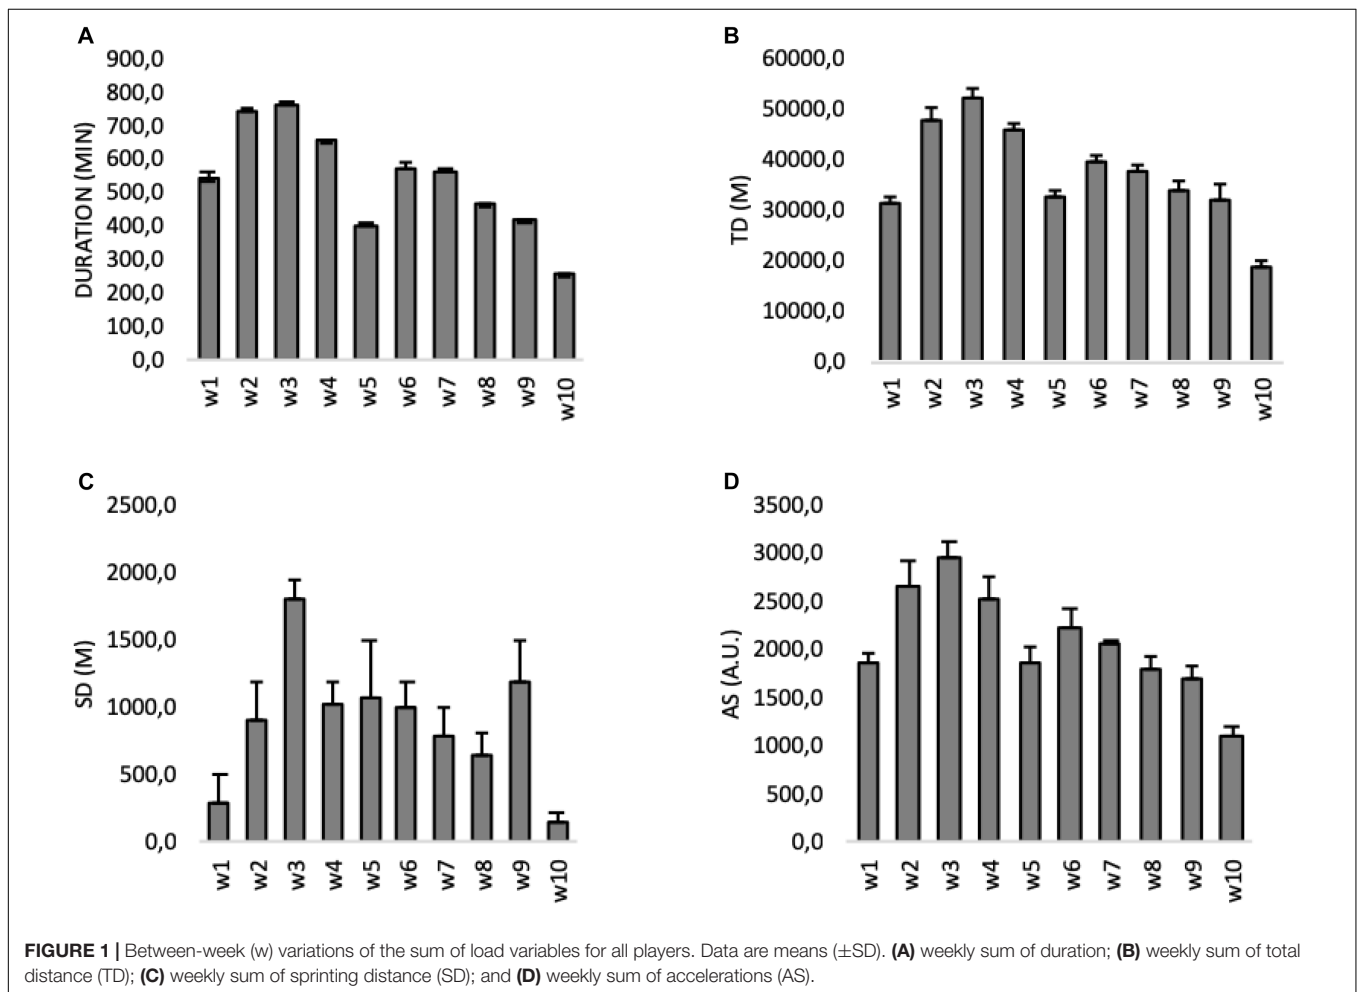 A
DURATION (MIN)
900,0
800,0
700,0
600,0
500,0
400,0
300,0
200,0
100,0
0,0
w1 w2 w3 w4 w5 w6 w7 w8 w9 w10
B
TD (M)
60000,0
50000,0
40000,0
30000,0
20000,0
10000,0
0,0
w1 w2 w3 w4 w5 w6 w7 w8 w9 w10
C
SD (M)
2500,0
2000,0
1500,0
1000,0
500,0
0,0
w1 w2 w3 w4 w5 w6 w7 w8 w9 w10
D
AS (A.U.)
3500,0
3000,0
2500,0
2000,0
1500,0
1000,0
500,0
0,0
w1 w2 w3 w4 w5 w6 w7 w8 w9 w10
FIGURE 1 | Between-week (w) variations of the sum of load variables for all players. Data are means (±SD). (A) weekly sum of duration; (B) weekly sum of total
distance (TD); (C) weekly sum of sprinting distance (SD); and (D) weekly sum of accelerations (AS).